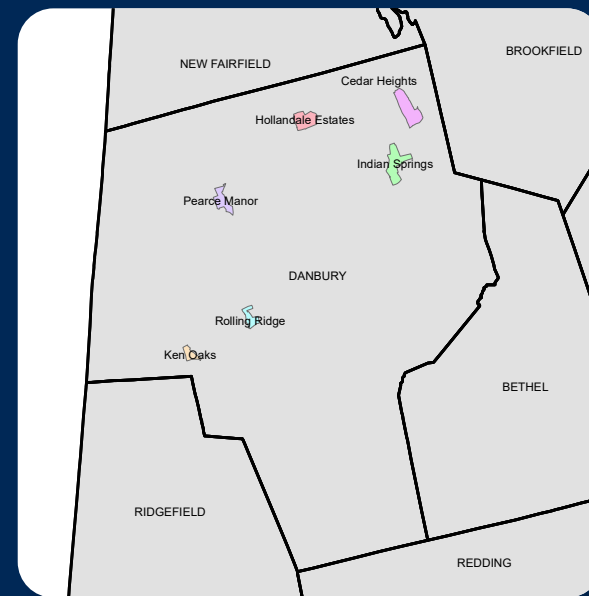 BROOKFIELD
NEW FAIRFIELD
Cedar Heights
Hollandale Estates
Indian Springs
Pearce Manor
DANBURY
Rolling Ridge
Ken Oaks
BETHEL
RIDGEFIELD
REDDING